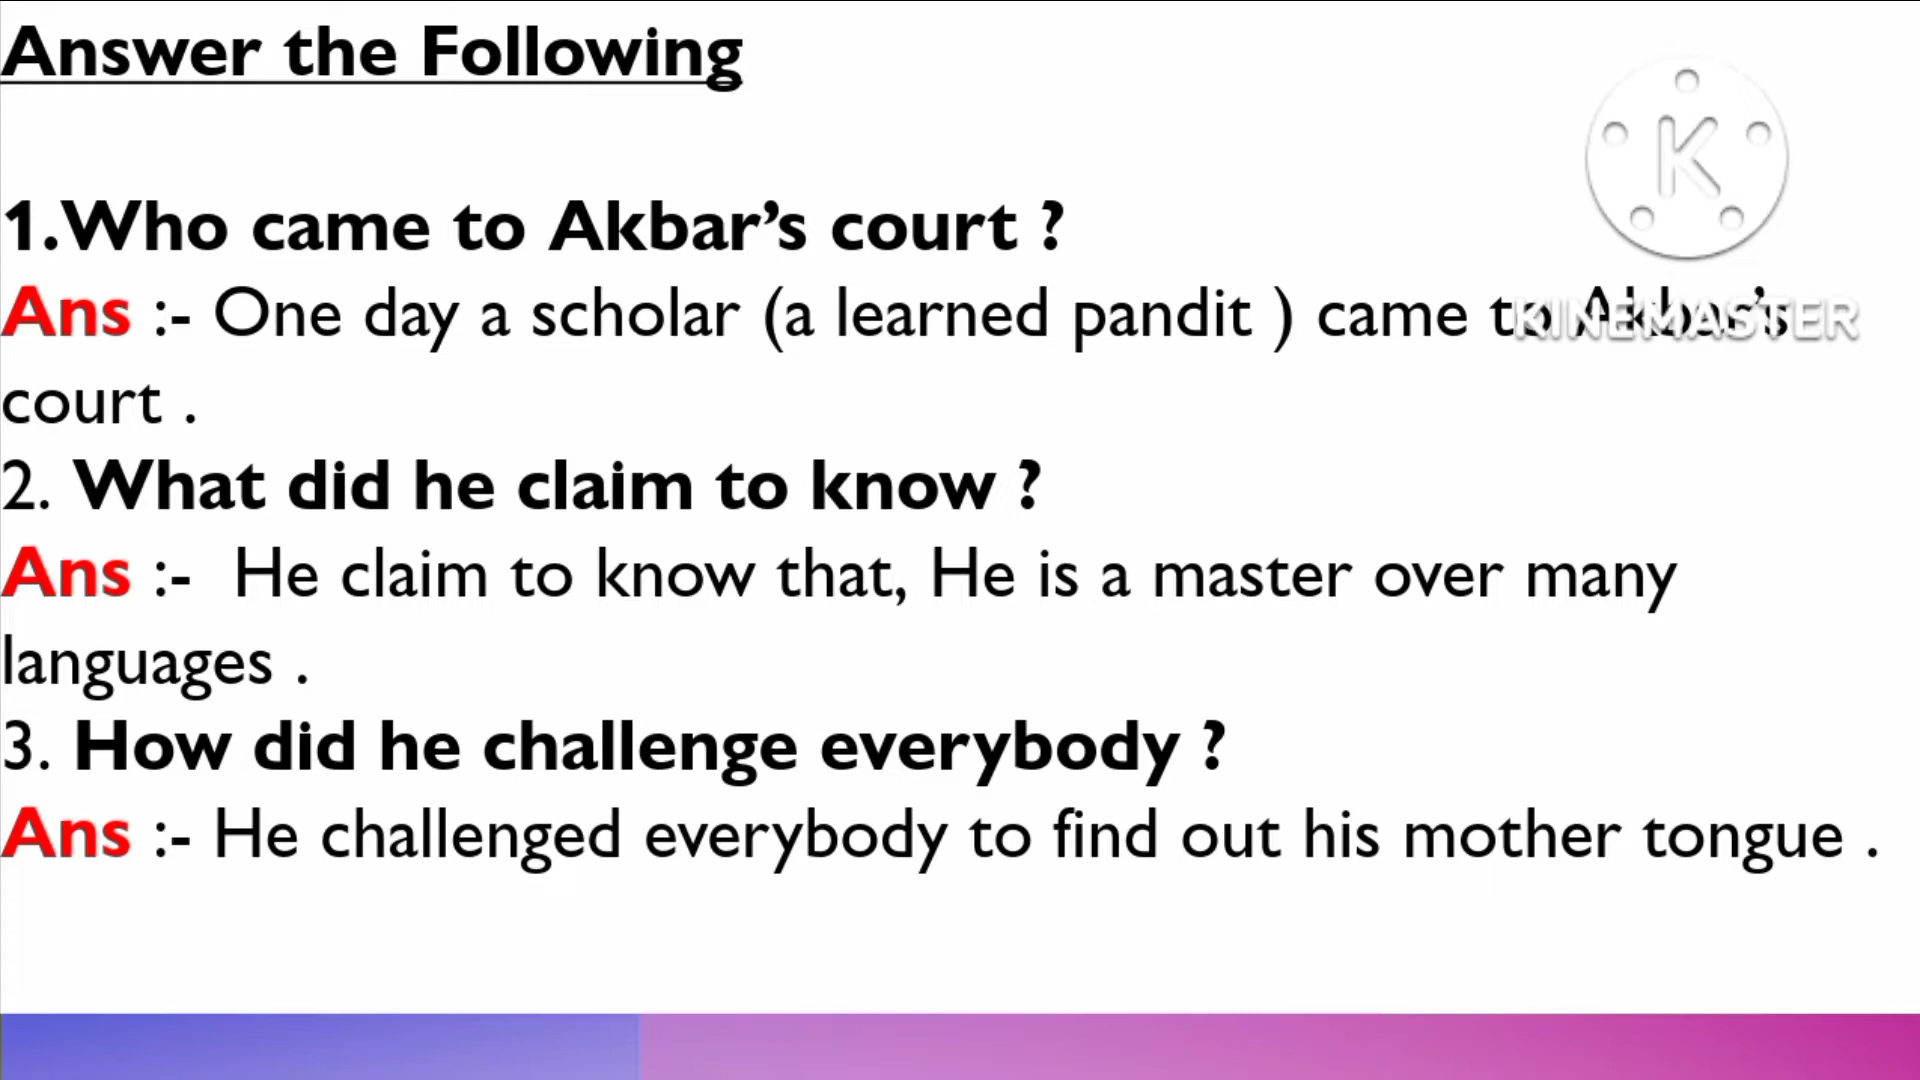 Answer the Following
1.Who came to Akbar's court ?
Ans :- One day a scholar (a learned pandit ) came to Akbar's
court .
2. What did he claim to know ?
Ans :- He claim to know that, He is a master over many
languages .
3. How did he challenge everybody ?
Ans :- He challenged everybody to find out his mother tongue .
K
KINEMASTER